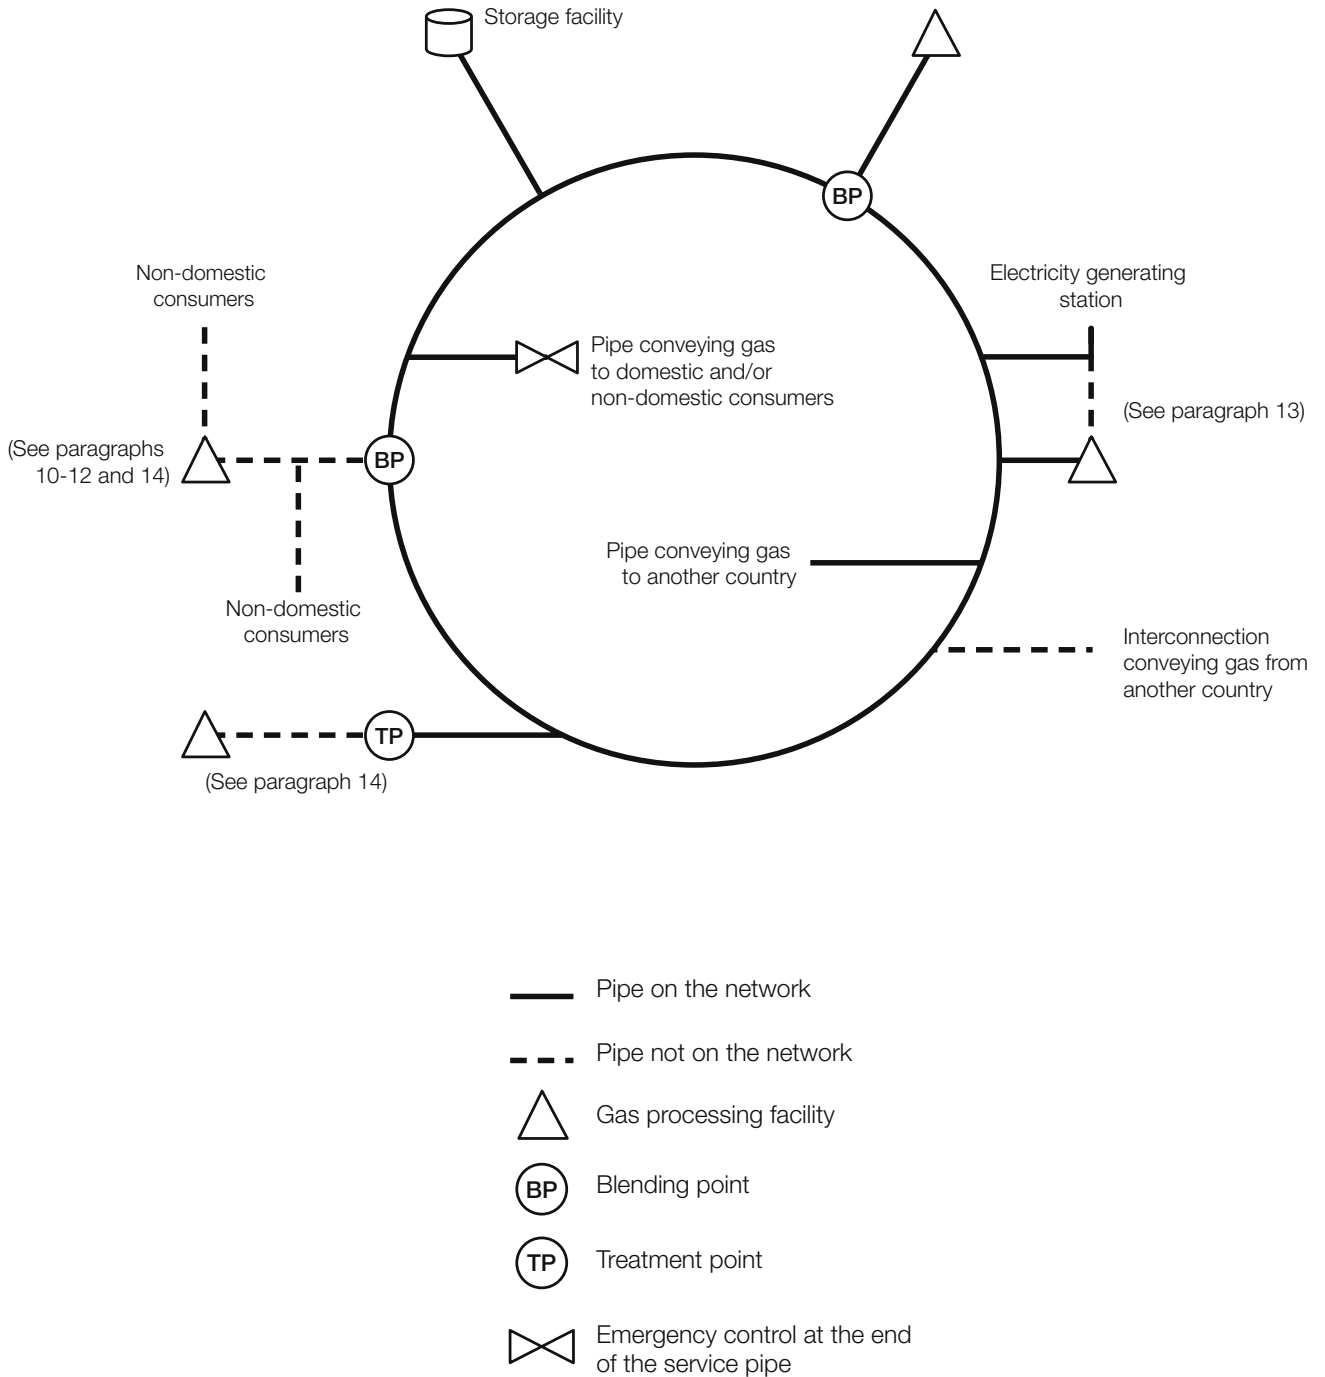 Storage facility
BP
Non-domestic
consumers
Electricity generating
station
Pipe conveying gas
to domestic and/or
non-domestic consumers
(See paragraph 13)
(See paragraphs
10-12 and 14)
BP
Pipe conveying gas
to another country
Non-domestic
consumers
Interconnection
conveying gas from
another country
TP
(See paragraph 14)
Pipe on the network
Pipe not on the network
Gas processing facility
BP
Blending point
TP
Treatment point
Emergency control at the end
of the service pipe